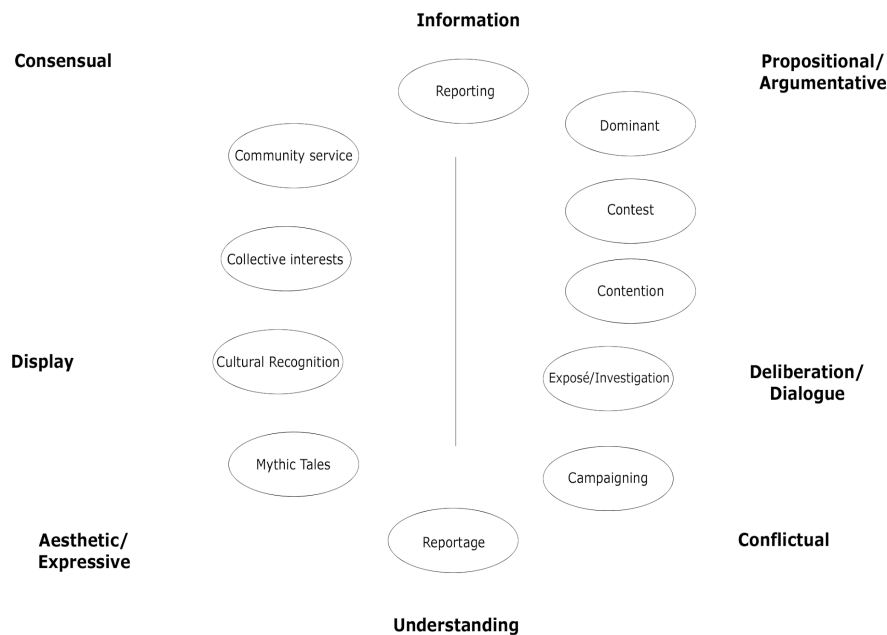 Information
Consensual
Propositional/
Argumentative
Reporting
Dominant
Community service
Contest
Collective interests
Contention
Display
Cultural Recognition
Exposé/Investigation
Deliberation/
Dialogue
Mythic Tales
Campaigning
Aesthetic/
Expressive
Reportage
Conflictual
Understanding